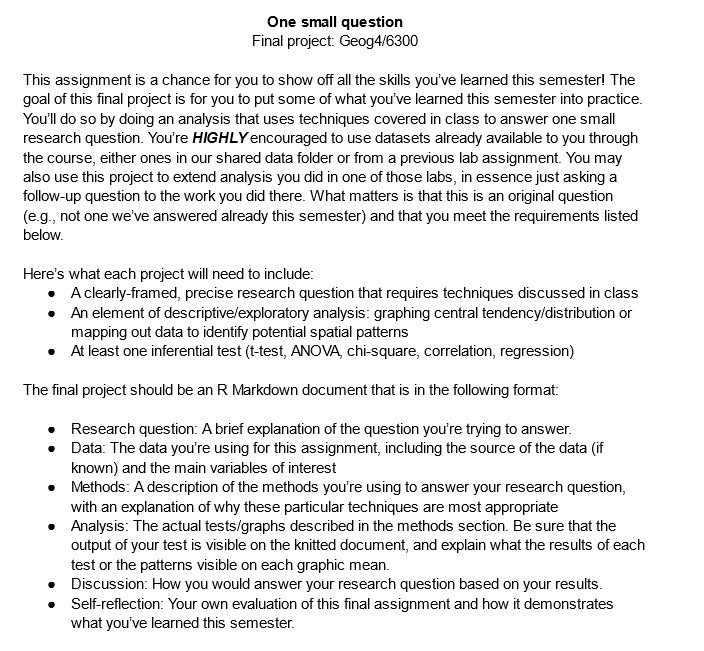 One small question
Final project: Geog4/6300
This assignment is a chance for you to show off all the skills you've learned this semester! The
goal of this final project is for you to put some of what you've learned this semester into practice.
You'll do so by doing an analysis that uses techniques covered in class to answer one small
research question. You're HIGHLY encouraged to use datasets already available to you through
the course, either ones in our shared data folder or from a previous lab assignment. You may
also use this project to extend analysis you did in one of those labs, in essence just asking a
follow-up question to the work you did there. What matters is that this is an original question
(e.g., not one we've answered already this semester) and that you meet the requirements listed
below.
Here's what each project will need to include:
● A clearly-framed, precise research question that requires techniques discussed in class
● An element of descriptive/exploratory analysis: graphing central tendency/distribution or
mapping out data to identify potential spatial patterns
● At least one inferential test (t-test, ANOVA, chi-square, correlation, regression)
The final project should be an R Markdown document that is in the following format:
● Research question: A brief explanation of the question you're trying to answer.
● Data: The data you're using for this assignment, including the source of the data (if
known) and the main variables of interest
● Methods: A description of the methods you're using to answer your research question,
with an explanation of why these particular techniques are most appropriate
● Analysis: The actual tests/graphs described in the methods section. Be sure that the
output of your test is visible on the knitted document, and explain what the results of each
test or the patterns visible on each graphic mean.
● Discussion: How you would answer your research question based on your results.
● Self-reflection: Your own evaluation of this final assignment and how it demonstrates
what you've learned this semester.